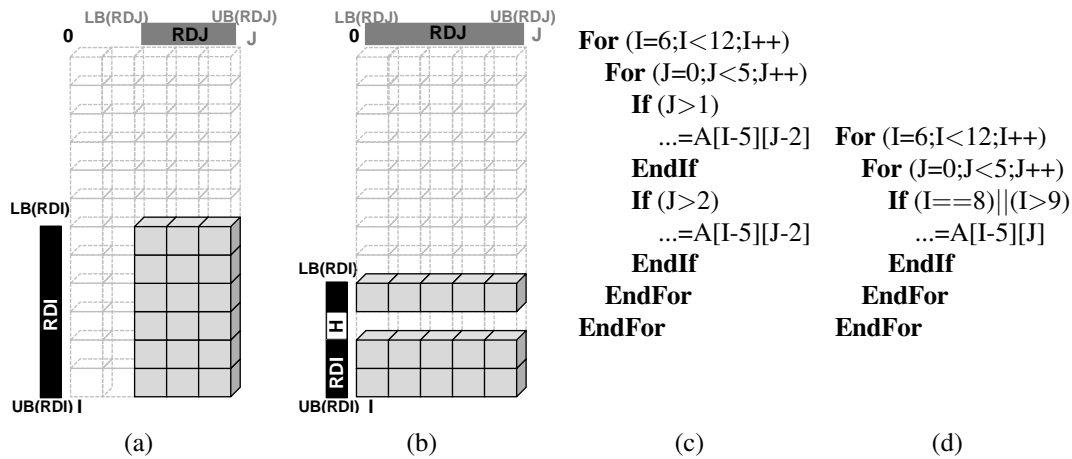 LB(RDJ) UB(RDJ)
0 RDJ J
LB(RDI)
RDI
UB(RDI) I
(a)
LB(RDJ) UB(RDJ)
0 RDJ J
LB(RDI)
H
RDI
UB(RDI) I
(b)
For (I=6;I<12;I++)
For (J=0;J<5;J++)
If (J>1)
...=A[I-5][J-2]
EndIf
If (J>2)
...=A[I-5][J-2]
EndIf
EndFor
EndFor
(c)
For (I=6;I<12;I++)
For (J=0;J<5;J++)
If (I==8)||(I>9)
...=A[I-5][J]
EndIf
EndFor
EndFor
(d)